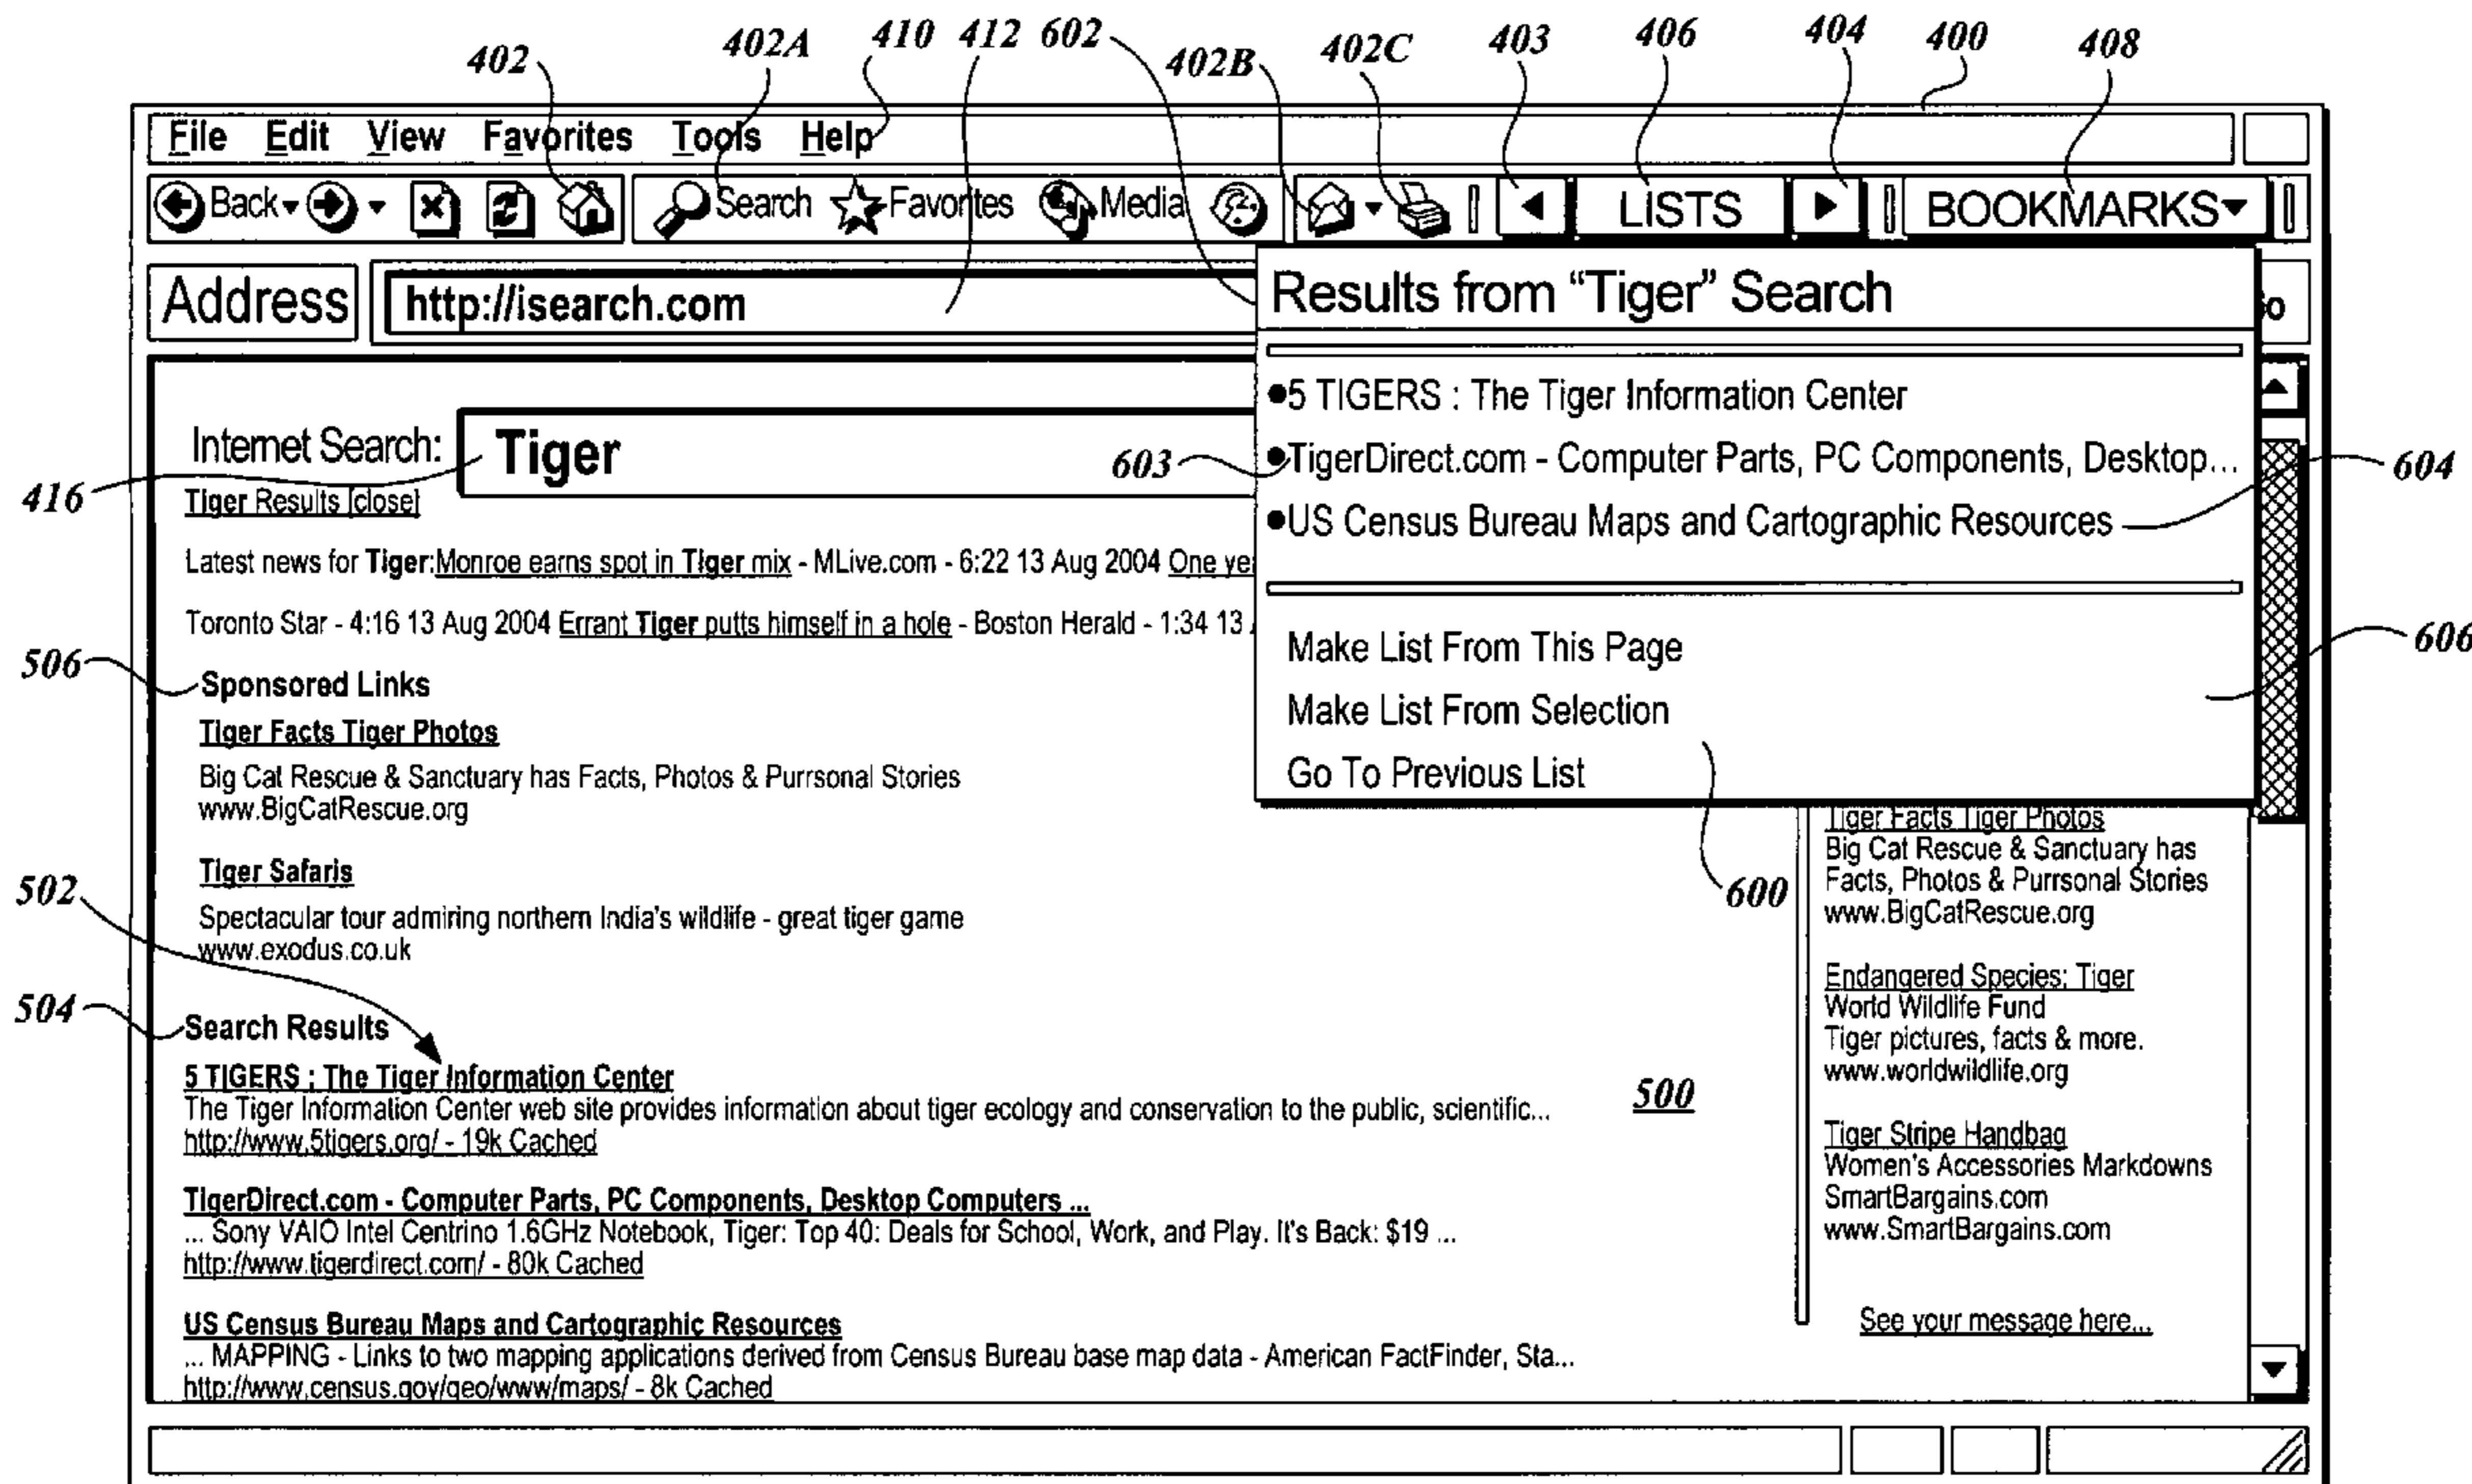 402 402A 410 412 602 402B 402C 403 406 404 400 408
File Edit View Favorites Tools Help
Back Search Favorites Media LISTS BOOKMARKS
Address http://isearch.com
Results from “Tiger” Search
5 TIGERS : The Tiger Information Center
603 TigerDirect.com - Computer Parts, PC Components, Desktop... 604
US Census Bureau Maps and Cartographic Resources
Make List From This Page
606
Make List From Selection
Go To Previous List
600
Internet Search: Tiger
416
Tiger Results [close]
Latest news for Tiger:Monroe earns spot in Tiger mix - MLive.com - 6:22 13 Aug 2004 One
Toronto Star - 4:16 13 Aug 2004 Errant Tiger putts himself in a hole - Boston Herald - 1:34 13
506
Sponsored Links
Tiger Facts Tiger Photos
Big Cat Rescue & Sanctuary has Facts, Photos & Purrsonal Stories
www.BigCatRescue.org
Tiger Safaris
502
Spectacular tour admiring northern India's wildlife - great tiger game
www.exodus.co.uk
504
Search Results
5 TIGERS : The Tiger Information Center
The Tiger Information Center web site provides information about tiger ecology and conservation to the public, scientific...
http://www.5tigers.org/ - 19k Cached
500
TigerDirect.com - Computer Parts, PC Components, Desktop Computers ...
... Sony VAIO Intel Centrino 1.6GHz Notebook, Tiger: Top 40: Deals for School, Work, and Play. It's Back: $19 ...
http://www.tigerdirect.com/ - 80k Cached
US Census Bureau Maps and Cartographic Resources
... MAPPING - Links to two mapping applications derived from Census Bureau base map data - American FactFinder, Sta...
http://www.census.gov/geo/www/maps/ - 8k Cached
Tiger Facts Tiger Photos
Big Cat Rescue & Sanctuary has
Facts, Photos & Purrsonal Stories
www.BigCatRescue.org
Endangered Species: Tiger
World Wildlife Fund
Tiger pictures, facts & more.
www.worldwildlife.org
Tiger Stripe Handbag
Women's Accessories Markdowns
SmartBargains.com
www.SmartBargains.com
See your message here...